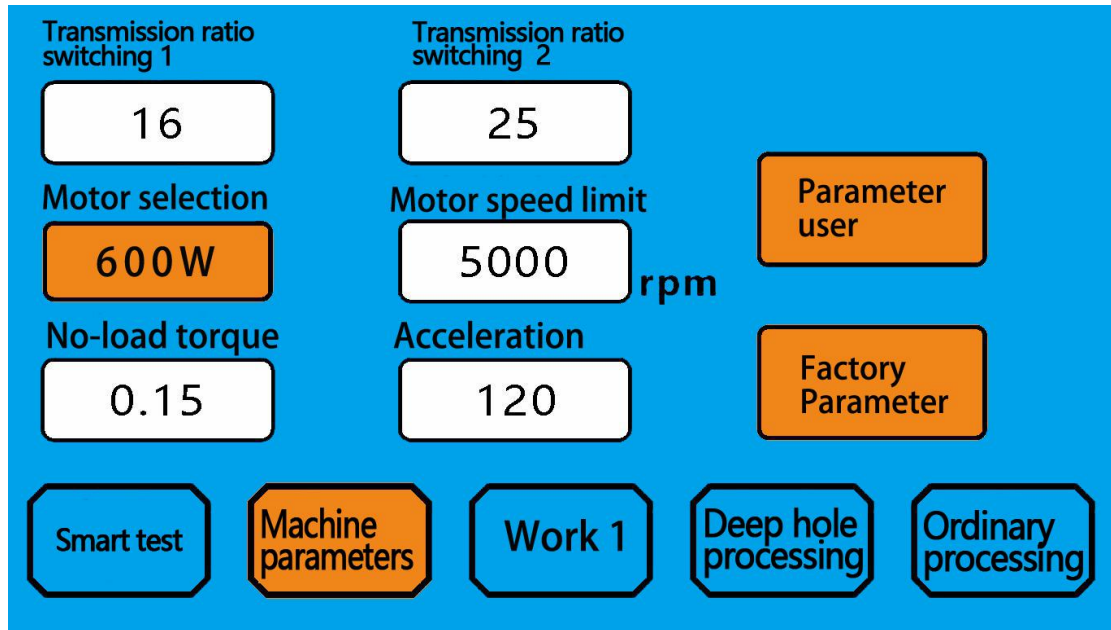 Transmission ratio
switching 1
Transmission ratio
switching 2
16
25
Motor selection
Motor speed limit
Parameter
user
600W
5000
rpm
No-load torque
Acceleration
Factory
Parameter
0.15
120
Smart test
Machine
parameters
Work 1
Deep hole
processing
Ordinary
processing